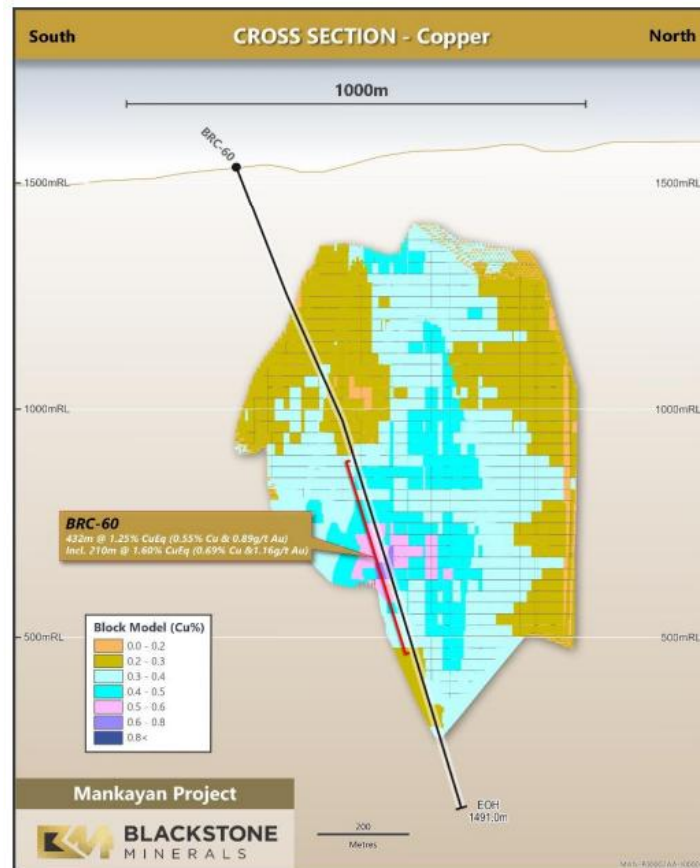 South CROSS SECTION - Copper North
1000m
BRC-60
1500mRL 1500mRL
1000mRL 1000mRL
BRC-60
432m @ 1.25% CuEq (0.55% Cu & 0.89g/t Au)
Incl. 210m @ 1.60% CuEq (0.69% Cu &1.16g/t Au)
500mRL 500mRL
Block Model (Cu%)
0.0 - 0.2
0.2 - 0.3
0.3 - 0.4
0.4 - 0.5
0.5 - 0.6
0.6 - 0.8
0.8<
EOH
1491.0m
Mankayan Project
BLACKSTONE
MINERALS
200
Metres